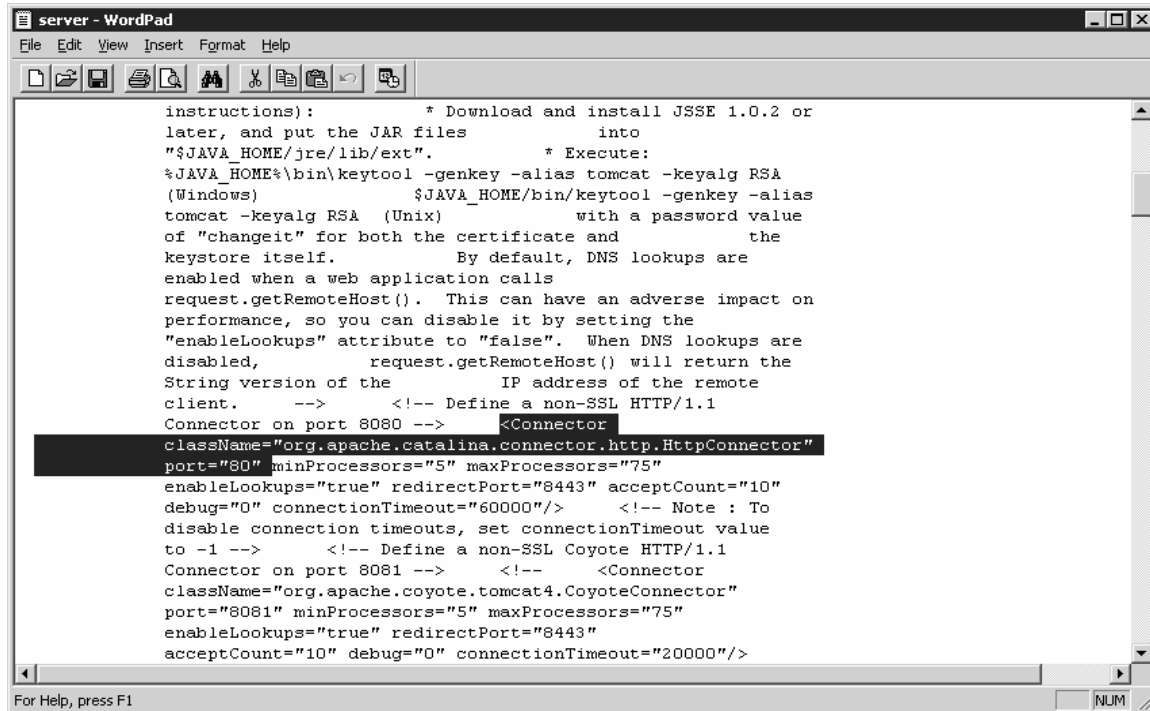 server - WordPad
File Edit View Insert Format Help
instructions): * Download and install JSSE 1.0.2 or
later, and put the JAR files into
"$JAVA_HOME/jre/lib/ext". * Execute:
%JAVA_HOME%\bin\keytool -genkey -alias tomcat -keyalg RSA
(Windows) $JAVA_HOME/bin/keytool -genkey -alias
tomcat -keyalg RSA (Unix) with a password value
of "changeit" for both the certificate and the
keystore itself. By default, DNS lookups are
enabled when a web application calls
request.getRemoteHost(). This can have an adverse impact on
performance, so you can disable it by setting the
"enableLookups" attribute to "false". When DNS lookups are
disabled, request.getRemoteHost() will return the
String version of the IP address of the remote
client. --> <!-- Define a non-SSL HTTP/1.1
Connector on port 8080 --> <Connector
className="org.apache.catalina.connector.http.HttpConnector"
port="80" minProcessors="5" maxProcessors="75"
enableLookups="true" redirectPort="8443" acceptCount="10"
debug="0" connectionTimeout="60000"/> <!-- Note : To
disable connection timeouts, set connectionTimeout value
to -1 --> <!-- Define a non-SSL Coyote HTTP/1.1
Connector on port 8081 --> <!-- <Connector
className="org.apache.coyote.tomcat4.CoyoteConnector"
port="8081" minProcessors="5" maxProcessors="75"
enableLookups="true" redirectPort="8443"
acceptCount="10" debug="0" connectionTimeout="20000"/>
For Help, press F1
NUM